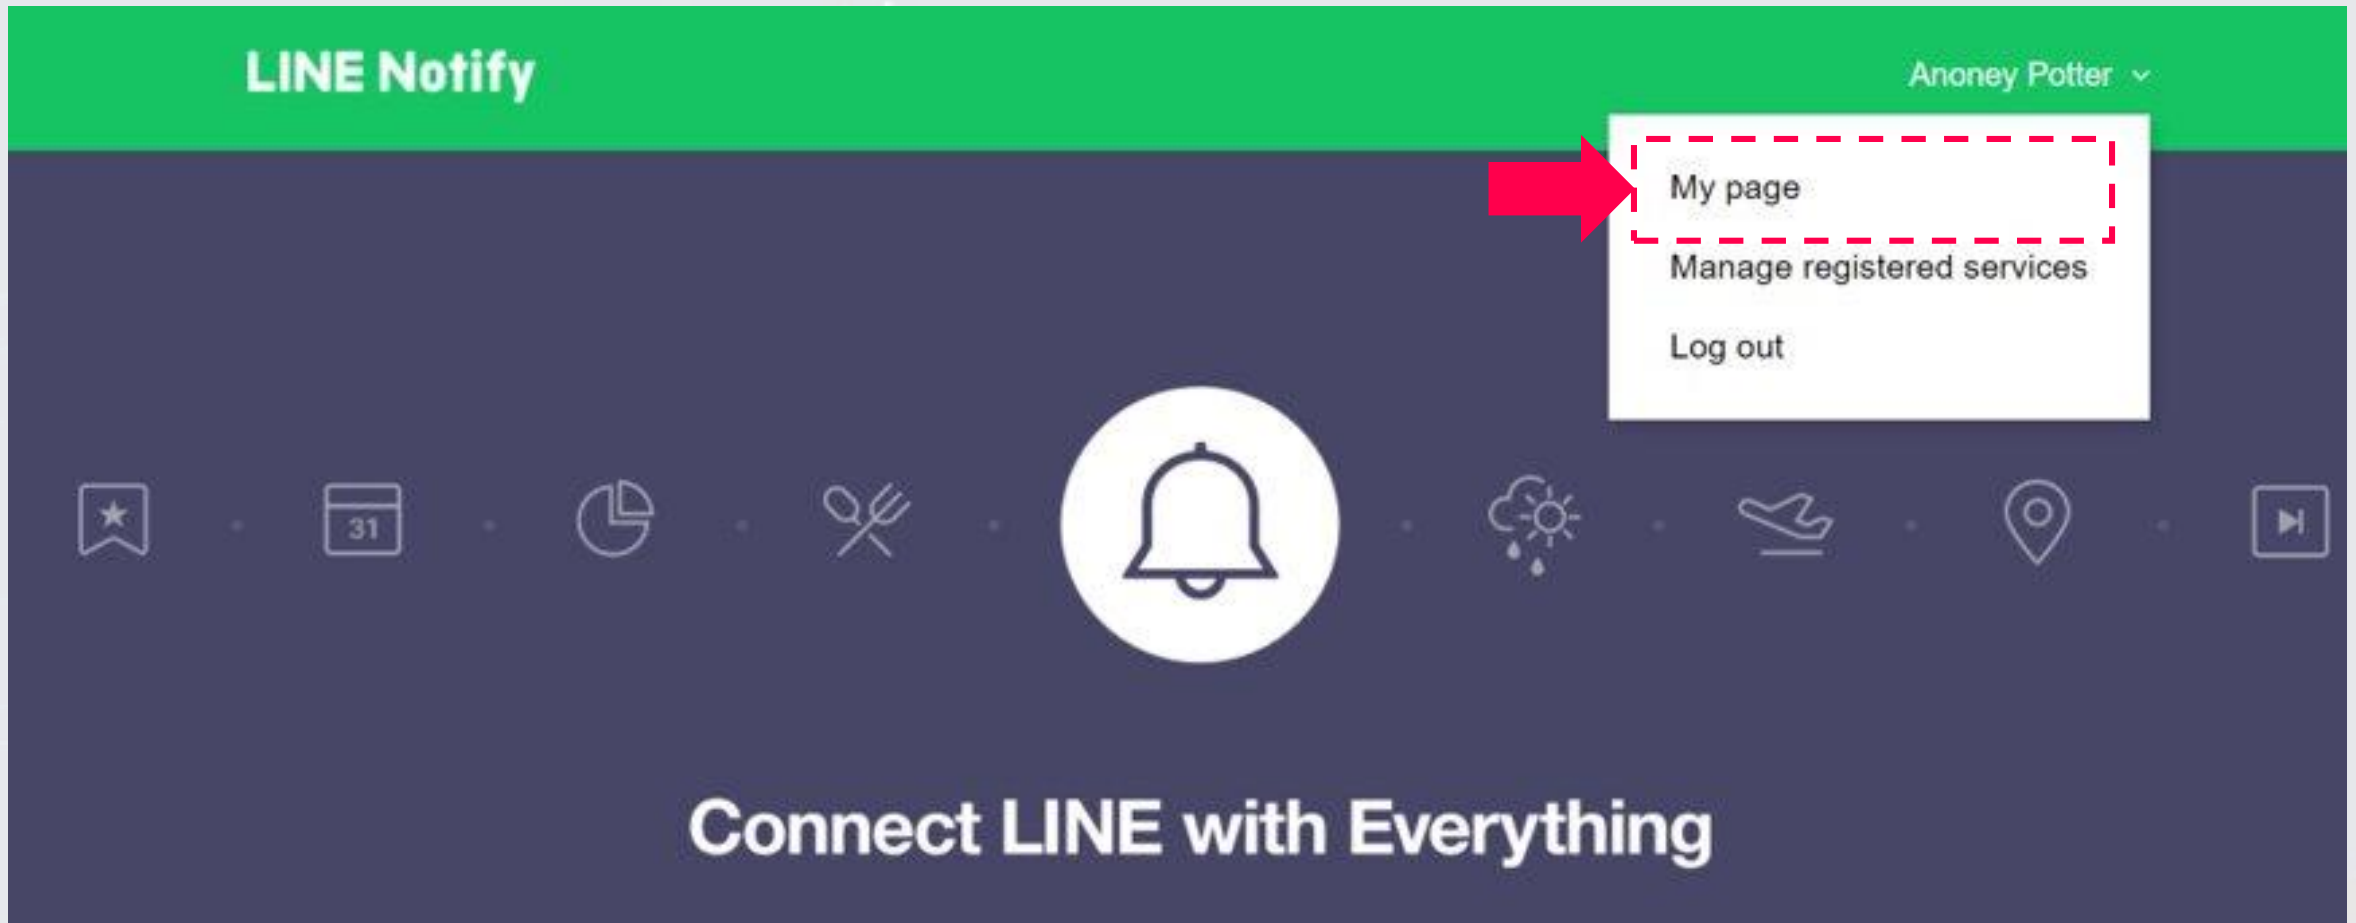 LINE Notify
Anoney Potter
My page
Manage registered services
Log out
31
Connect LINE with Everything